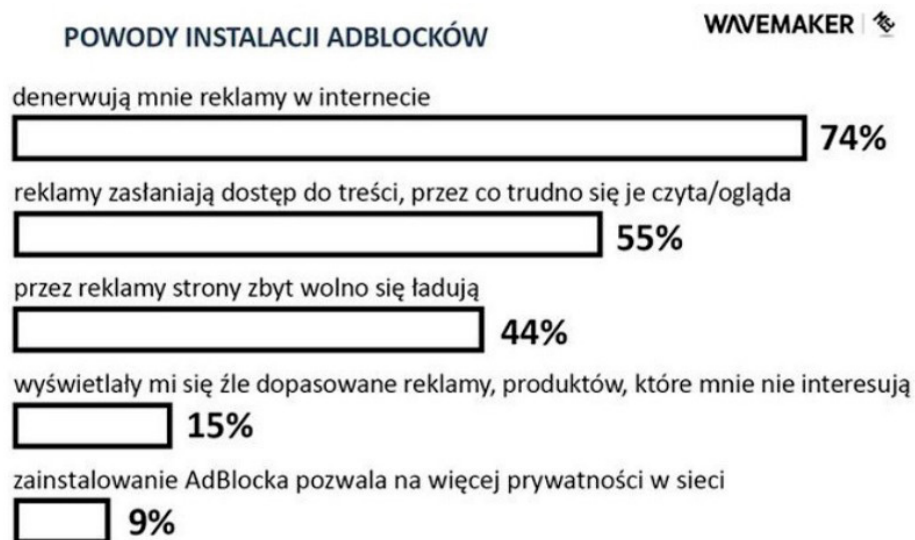 POWODY INSTALACJI ADBLOCKÓW
WAVEMAKER
denerwują mnie reklamy w internecie
74%
reklamy zasłaniają dostęp do treści, przez co trudno się je czyta/ogląda
55%
przez reklamy strony zbyt wolno się ładują
44%
wyświetlały mi się źle dopasowane reklamy, produktów, które mnie nie interesują
15%
zainstalowanie AdBlocka pozwala na więcej prywatności w sieci
9%